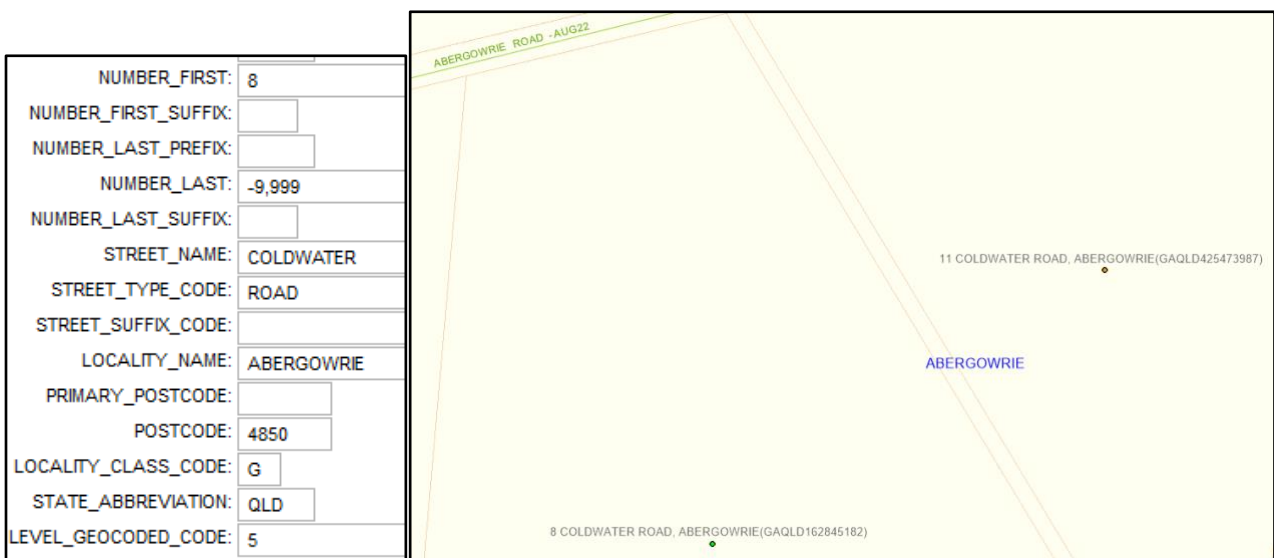 NUMBER_FIRST: 8
NUMBER_FIRST_SUFFIX:
NUMBER_LAST_PREFIX:
NUMBER_LAST: -9,999
NUMBER_LAST_SUFFIX:
STREET_NAME: COLDWATER
STREET_TYPE_CODE: ROAD
STREET_SUFFIX_CODE:
LOCALITY_NAME: ABERGOWRIE
PRIMARY_POSTCODE:
POSTCODE: 4850
LOCALITY_CLASS_CODE: G
STATE_ABBREVIATION: QLD
LEVEL_GEOCODED_CODE: 5
ABERGOWRIE ROAD -AUG22
11 COLDWATER ROAD, ABERGOWRIE(GAQLD425473987)
ABERGOWRIE
8 COLDWATER ROAD, ABERGOWRIE(GAQLD162845182)